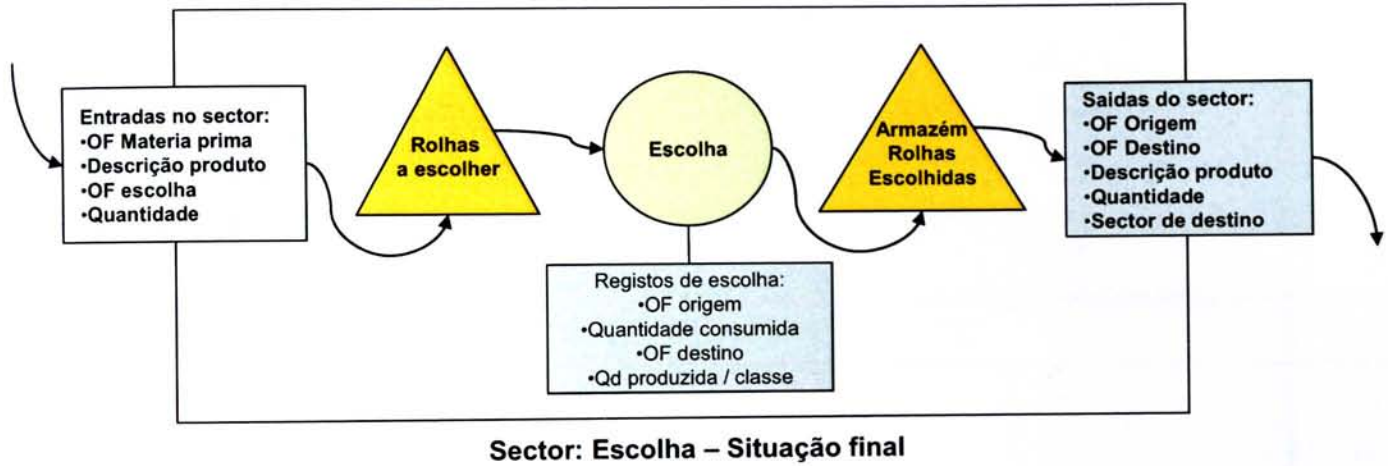 Entradas no sector:
•OF Materia prima
•Descrição produto
•OF escolha
•Quantidade
Rolhas
a escolher
Escolha
Registos de escolha:
•OF origem
•Quantidade consumida
•OF destino
•Qd produzida / classe
Armazém
Rolhas
Escolhidas
Saidas do sector:
•OF Origem
•OF Destino
•Descrição produto
•Quantidade
•Sector de destino
Sector: Escolha – Situação final